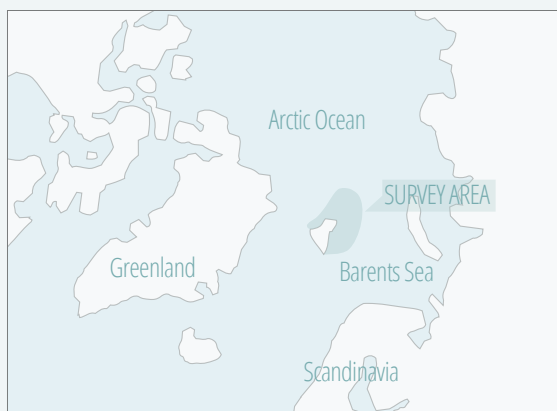 Arctic Ocean
SURVEY AREA
Greenland
Barents Sea
Scandinavia